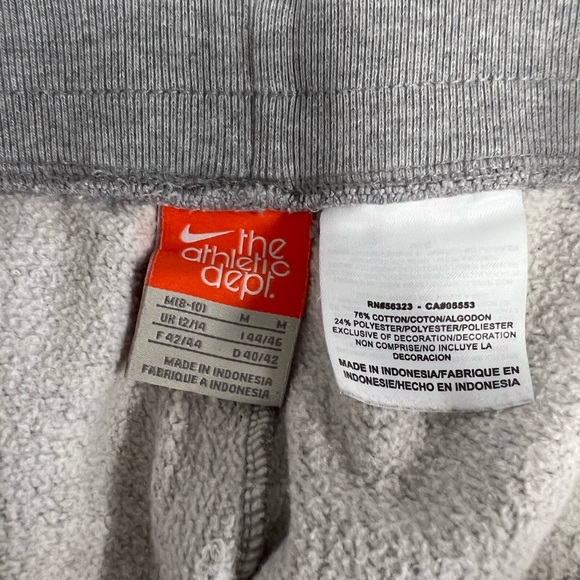 the
athletic
dept.
M(8-10) M M
UK 12/14 I 44/46
F 42/44 D 40/42
MADE IN INDONESIA
FABRIQUE A INDONESIA
RN#56323 - CA#05553
76% COTTON/COTON/ALGODON
24% POLYESTER/POLYESTER/POLIESTER
EXCLUSIVE OF DECORATION/DECORATION
NON COMPRISE/NO INCLUYE LA
DECORACION
MADE IN INDONESIA/FABRIQUE EN
INDONESIE/HECHO EN INDONESIA